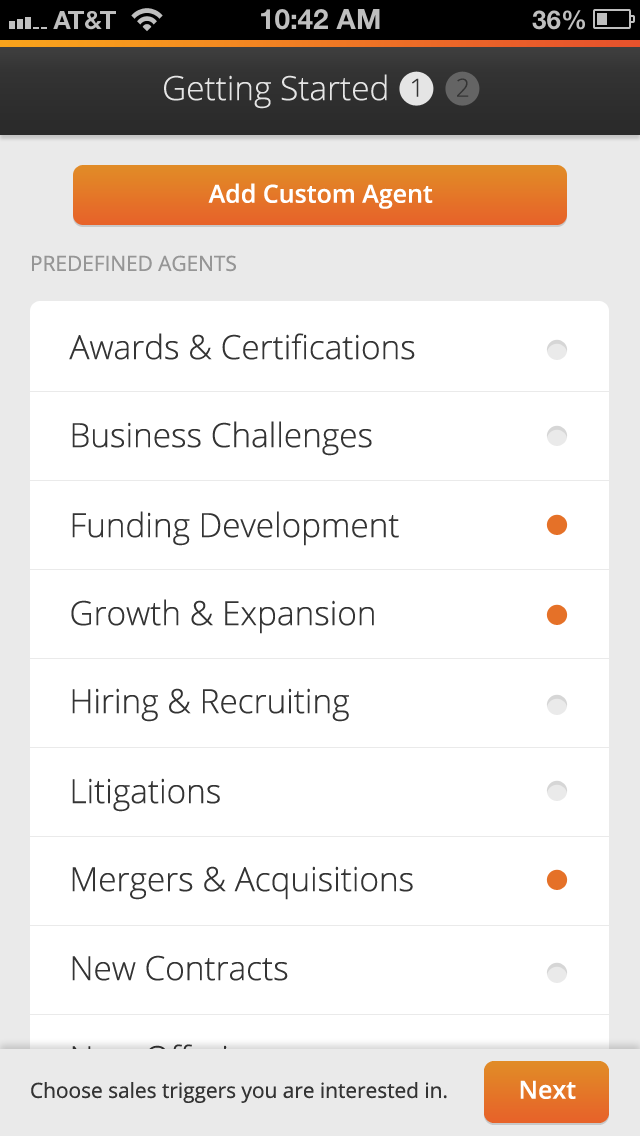 AT&T 10:42 AM 36%
Getting Started 1 2
Add Custom Agent
PREDEFINED AGENTS
Awards & Certifications
Business Challenges
Funding Development
Growth & Expansion
Hiring & Recruiting
Litigations
Mergers & Acquisitions
New Contracts
Choose sales triggers you are interested in.
Next